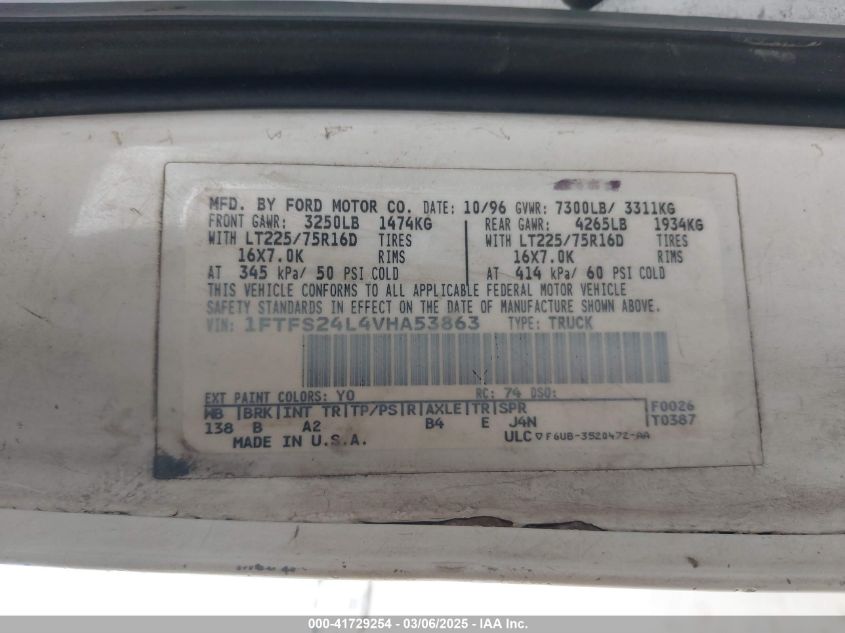 MFD. BY FORD MOTOR CO. DATE: 10/96 GVWR: 7300LB/ 3311KG
FRONT GAWR: 3250LB 1474KG REAR GAWR: 4265LB 1934KG
WITH LT225/75R16D TIRES WITH LT225/75R16D TIRES
16X7.0K RIMS 16X7.0K RIMS
AT 345 kPa/ 50 PSI COLD AT 414 kPa/ 60 PSI COLD
THIS VEHICLE CONFORMS TO ALL APPLICABLE FEDERAL MOTOR VEHICLE
SAFETY STANDARDS IN EFFECT ON THE DATE OF MANUFACTURE SHOWN ABOVE.
VIN: 1FTFS24L4VHA53863 TYPE: TRUCK
EXT PAINT COLORS: YO RC: 74 DSO:
WB |BRK|INT TR|TP/PS|R|AXLE|TR|SPR |F0026
138 B A2 B4 E J4N |T0387
MADE IN U.S.A. ULC ▽ F6UB-3520472-AA
000-41729254 - 03/06/2025 - IAA Inc.